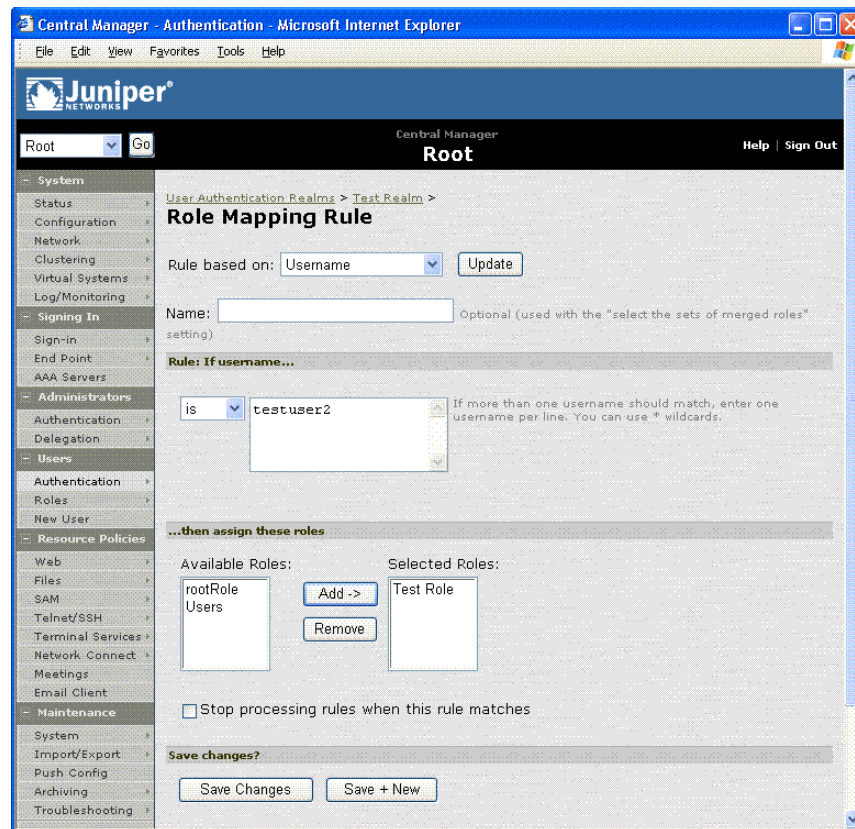 Central Manager - Authentication - Microsoft Internet Explorer
File Edit View Favorites Tools Help
Juniper®
NETWORKS
Root Go
Central Manager
Root
Help | Sign Out
System
Status
Configuration
Network
Clustering
Virtual Systems
Log/Monitoring
Signing In
Sign-in
End Point
AAA Servers
Administrators
Authentication
Delegation
Users
Authentication
Roles
New User
Resource Policies
Web
Files
SAM
Telnet/SSH
Terminal Services
Network Connect
Meetings
Email Client
Maintenance
System
Import/Export
Push Config
Archiving
Troubleshooting
User Authentication Realms > Test Realm >
Role Mapping Rule
Rule based on: Username Update
Name: Optional (used with the "select the sets of merged roles"
setting)
Rule: If username...
is testuser2
If more than one username should match, enter one
username per line. You can use * wildcards.
...then assign these roles
Available Roles: Selected Roles:
rootRole Add -> Test Role
Users
Remove
Stop processing rules when this rule matches
Save changes?
Save Changes Save + New